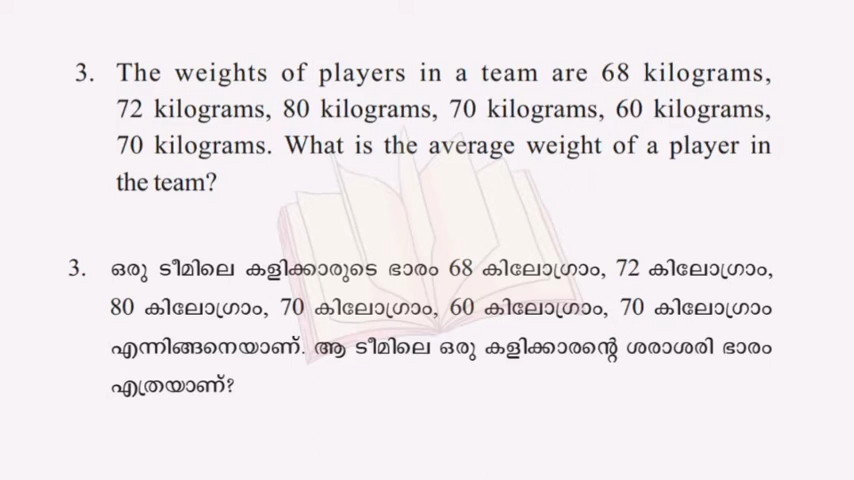 3. The weights of players in a team are 68 kilograms,
72 kilograms, 80 kilograms, 70 kilograms, 60 kilograms,
70 kilograms. What is the average weight of a player in
the team?
3. ഒരു ടീമിലെ കളിക്കാരുടെ ഭാരം 68 കിലോഗ്രാം, 72 കിലോഗ്രാം,
80 കിലോഗ്രാം, 70 കിലോഗ്രാം, 60 കിലോഗ്രാം, 70 കിലോഗ്രാം
എന്നിങ്ങനെയാണ്. ആ ടീമിലെ ഒരു കളിക്കാരന്റെ ശരാശരി ഭാരം
എത്രയാണ്?